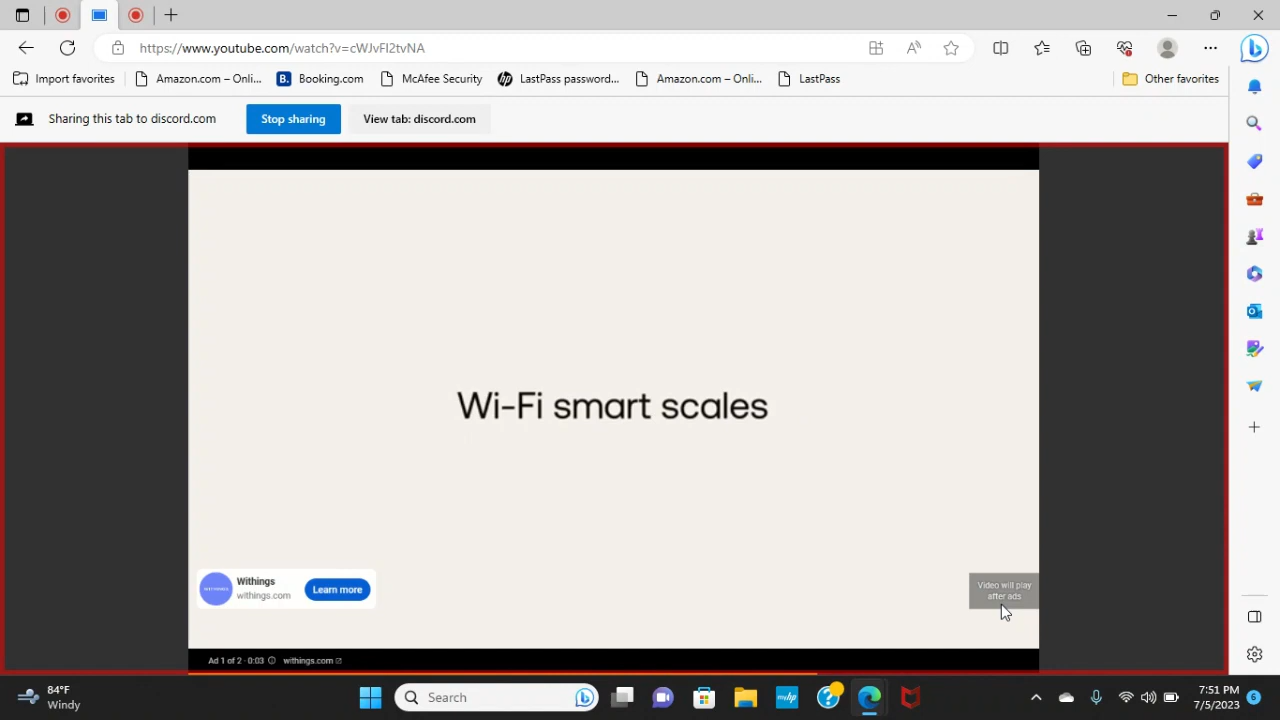 https://www.youtube.com/watch?v=cWJvFI2tvNA
Import favorites
Amazon.com – Onli...
B.
Booking.com
McAfee Security
LastPass password...
Amazon.com – Onli...
LastPass
Other favorites
Sharing this tab to discord.com
Stop sharing
View tab: discord.com
Wi-Fi smart scales
WITHINGS
Withings
withings.com
Learn more
Video will play
after ads
Ad 1 of 2 · 0:03
withings.com
84°F
Windy
Search
7:51 PM
7/5/2023
6